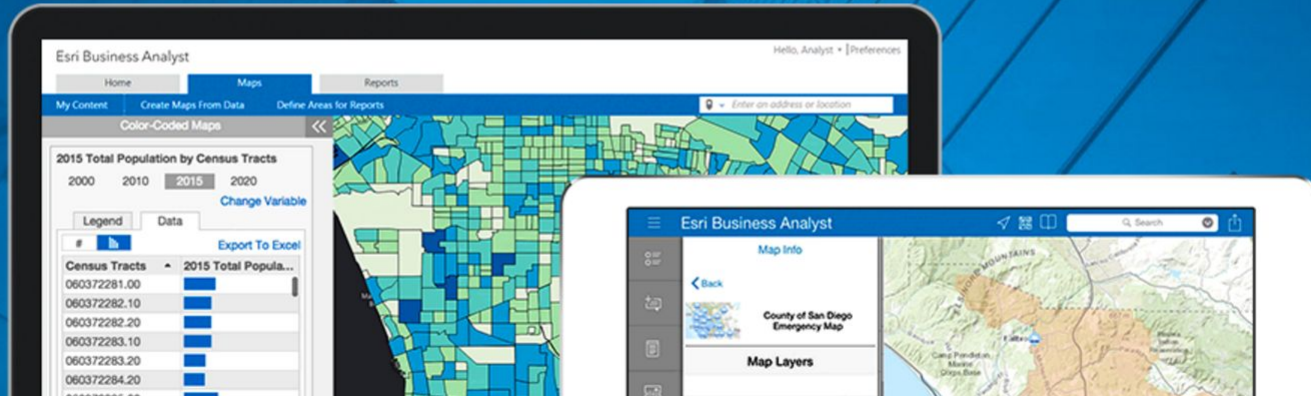 Esri Business Analyst
Hello, Analyst
Preferences
Home
Maps
Reports
My Content
Create Maps From Data
Define Areas for Reports
Enter an address or location
Color-Coded Maps
2015 Total Population by Census Tracts
2000 2010 2015 2020
Change Variable
Legend
Data
#
Export To Excel
Census Tracts
2015 Total Popula...
060372281.00
060372282.10
060372282.20
060372283.10
060372283.20
060372284.20
Esri Business Analyst
Search
Map Info
Back
County of San Diego
Emergency Map
Map Layers
MOUNTAINS
Camp Pendleton
Marine
Corps Base